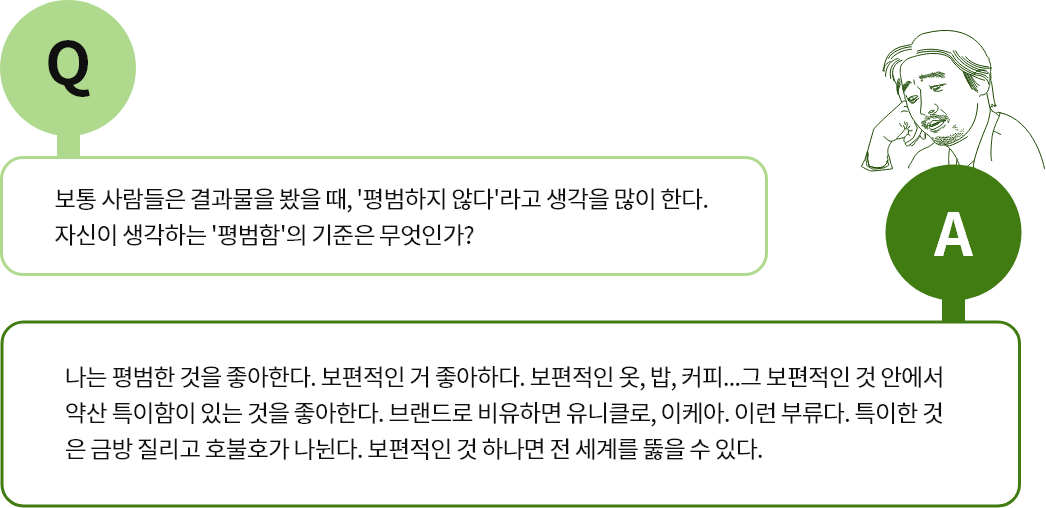 Q
보통 사람들은 결과물을 봤을 때, '평범하지 않다'라고 생각을 많이 한다.
자신이 생각하는 '평범함'의 기준은 무엇인가?
A
나는 평범한 것을 좋아한다. 보편적인 거 좋아하다. 보편적인 옷, 밥, 커피...그 보편적인 것 안에서
약산 특이함이 있는 것을 좋아한다. 브랜드로 비유하면 유니클로, 이케아. 이런 부류다. 특이한 것
은 금방 질리고 호불호가 나뉜다. 보편적인 것 하나면 전 세계를 뚫을 수 있다.